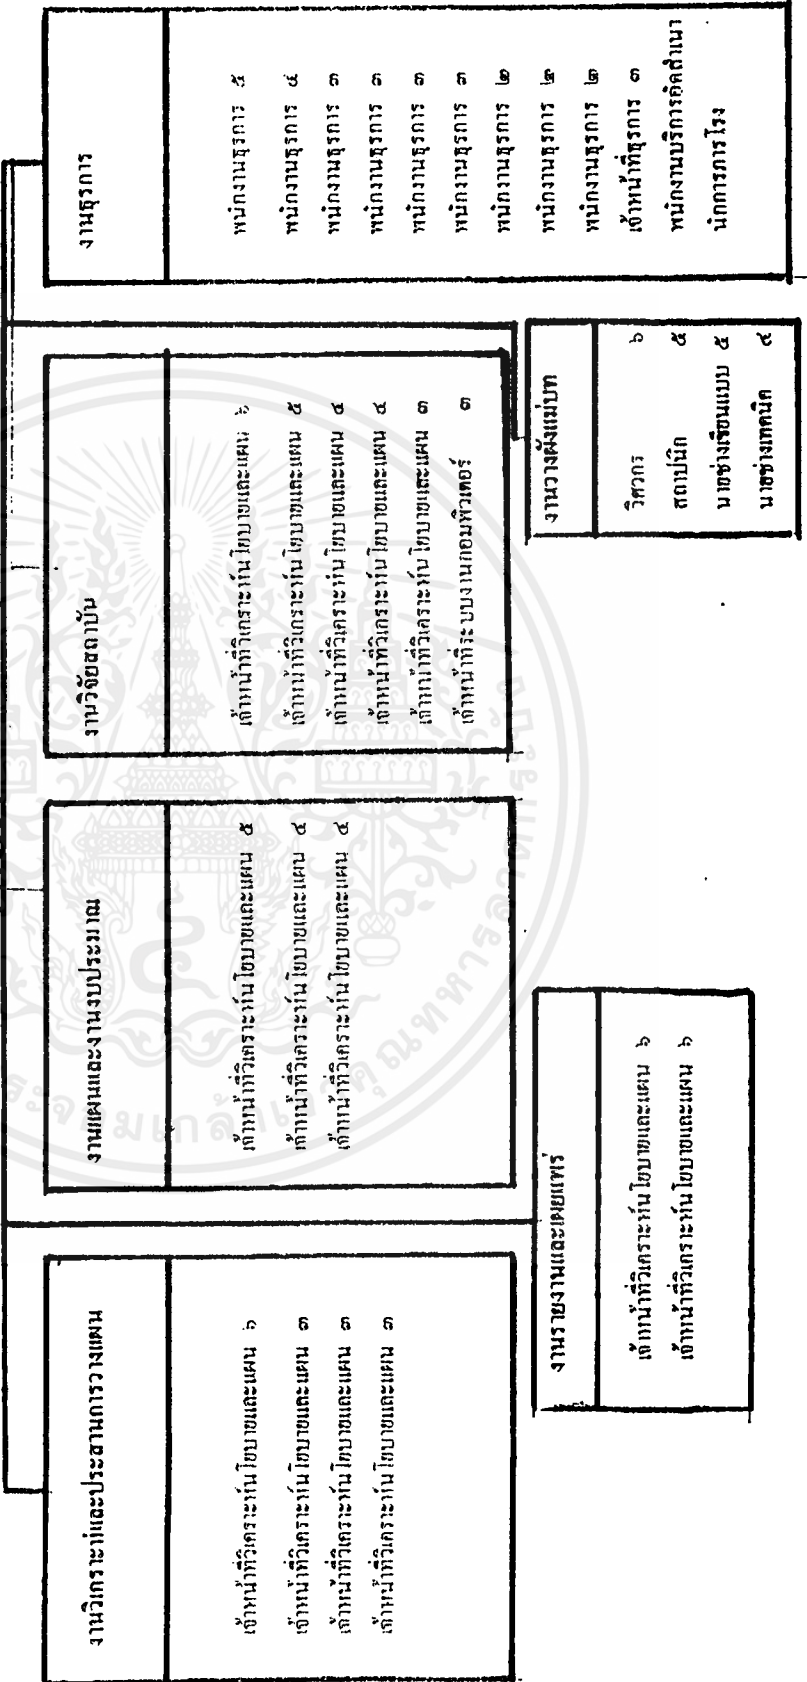 งานวิเคราะห์และประสานการวางแผน
เจ้าหน้าที่วิเคราะห์นโยบายและแผน ๖
เจ้าหน้าที่วิเคราะห์นโยบายและแผน ๓
เจ้าหน้าที่วิเคราะห์นโยบายและแผน ๓
เจ้าหน้าที่วิเคราะห์นโยบายและแผน ๓
งานแผนและงานงบประมาณ
เจ้าหน้าที่วิเคราะห์นโยบายและแผน ๕
เจ้าหน้าที่วิเคราะห์นโยบายและแผน ๔
เจ้าหน้าที่วิเคราะห์นโยบายและแผน ๔
งานวิจัยสถาบัน
เจ้าหน้าที่วิเคราะห์นโยบายและแผน ๖
เจ้าหน้าที่วิเคราะห์นโยบายและแผน ๕
เจ้าหน้าที่วิเคราะห์นโยบายและแผน ๔
เจ้าหน้าที่วิเคราะห์นโยบายและแผน ๔
เจ้าหน้าที่วิเคราะห์นโยบายและแผน ๓
เจ้าหน้าที่ระบบงานคอมพิวเตอร์ ๓
งานธุรการ
พนักงานธุรการ ๕
พนักงานธุรการ ๔
พนักงานธุรการ ๓
พนักงานธุรการ ๓
พนักงานธุรการ ๓
พนักงานธุรการ ๓
พนักงานธุรการ ๒
พนักงานธุรการ ๒
พนักงานธุรการ ๒
เจ้าหน้าที่ธุรการ ๓
พนักงานบริการอัดสำเนา
นักการภารโรง
งานรายงานและเผยแพร่
เจ้าหน้าที่วิเคราะห์นโยบายและแผน ๖
เจ้าหน้าที่วิเคราะห์นโยบายและแผน ๖
งานวางผังแม่บท
วิศวกร ๖
สถาปนิก ๕
นายช่างเขียนแบบ ๕
นายช่างเทคนิค ๔